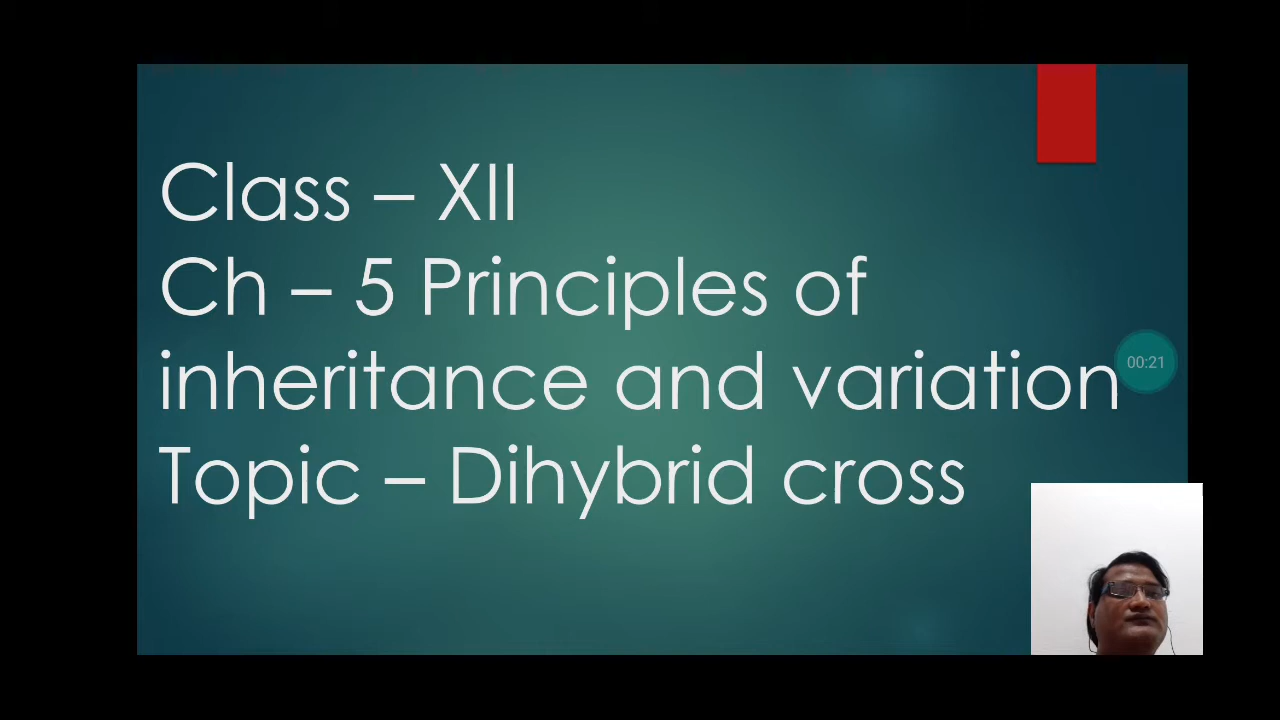 Class – XII
Ch – 5 Principles of
inheritance and variation
Topic – Dihybrid cross
00:21